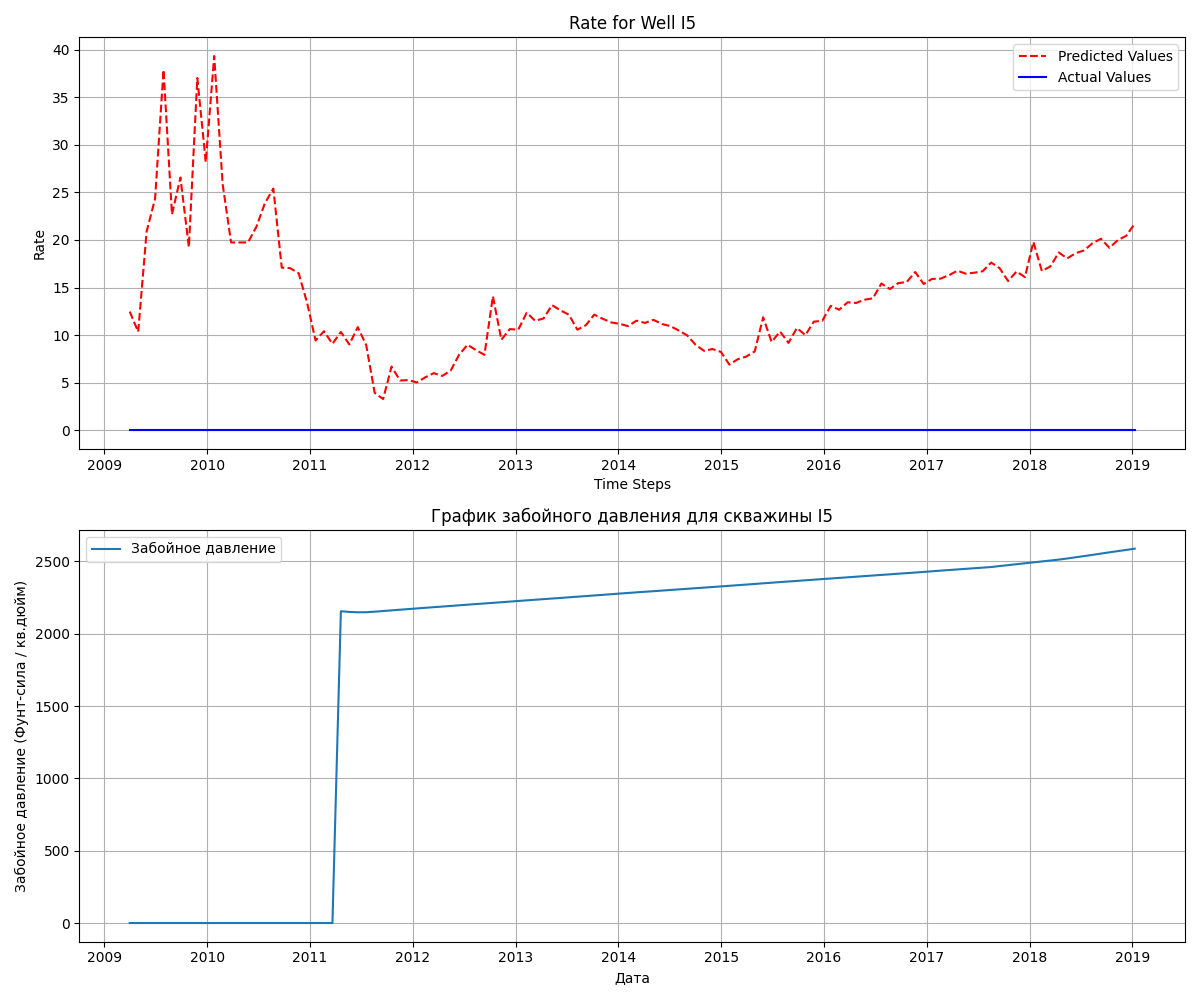 Rate for Well I5
Predicted Values
Actual Values
40
35
30
25
20
15
10
5
0
Rate
2009 2010 2011 2012 2013 2014 2015 2016 2017 2018 2019
Time Steps
График забойного давления для скважины I5
Забойное давление
2500
2000
1500
1000
500
0
Забойное давление (Фунт-сила / кв.дюйм)
2009 2010 2011 2012 2013 2014 2015 2016 2017 2018 2019
Дата